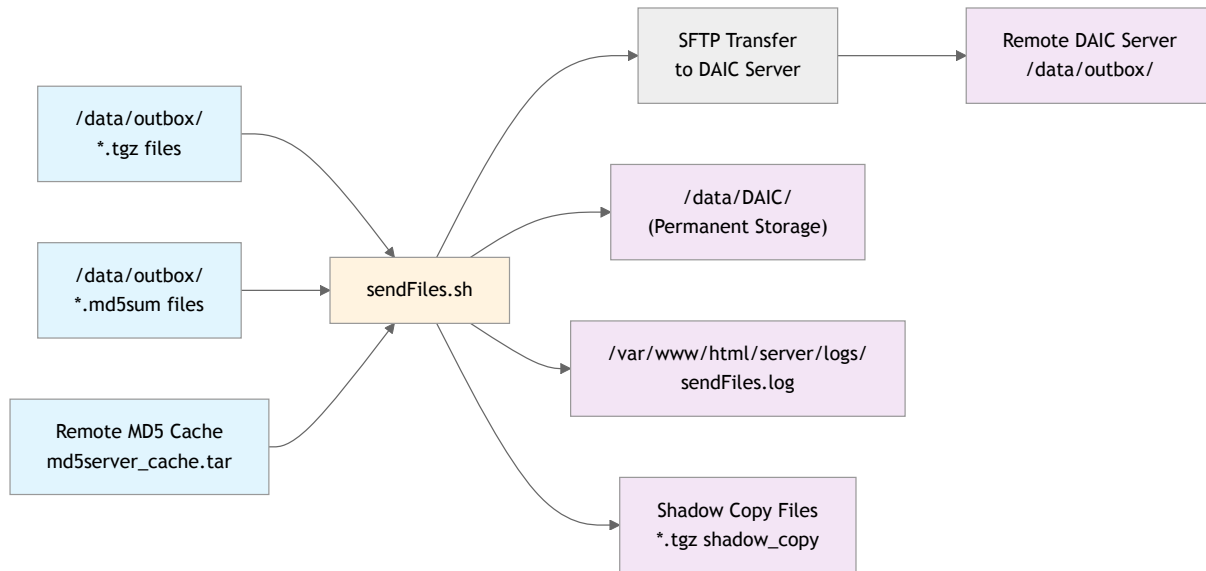 /data/outbox/
*.tgz files
/data/outbox/
*.md5sum files
Remote MD5 Cache
md5server_cache.tar
sendFiles.sh
SFTP Transfer
to DAIC Server
Remote DAIC Server
/data/outbox/
/data/DAIC/
(Permanent Storage)
/var/www/html/server/logs/
sendFiles.log
Shadow Copy Files
*.tgz shadow_copy